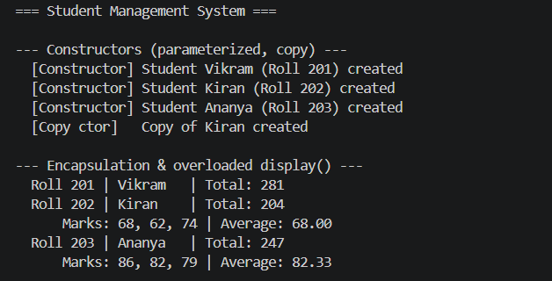 === Student Management System ===
--- Constructors (parameterized, copy) ---
[Constructor] Student Vikram (Roll 201) created
[Constructor] Student Kiran (Roll 202) created
[Constructor] Student Ananya (Roll 203) created
[Copy ctor]   Copy of Kiran created
--- Encapsulation & overloaded display() ---
Roll 201 | Vikram   | Total: 281
Roll 202 | Kiran    | Total: 204
Marks: 68, 62, 74 | Average: 68.00
Roll 203 | Ananya   | Total: 247
Marks: 86, 82, 79 | Average: 82.33